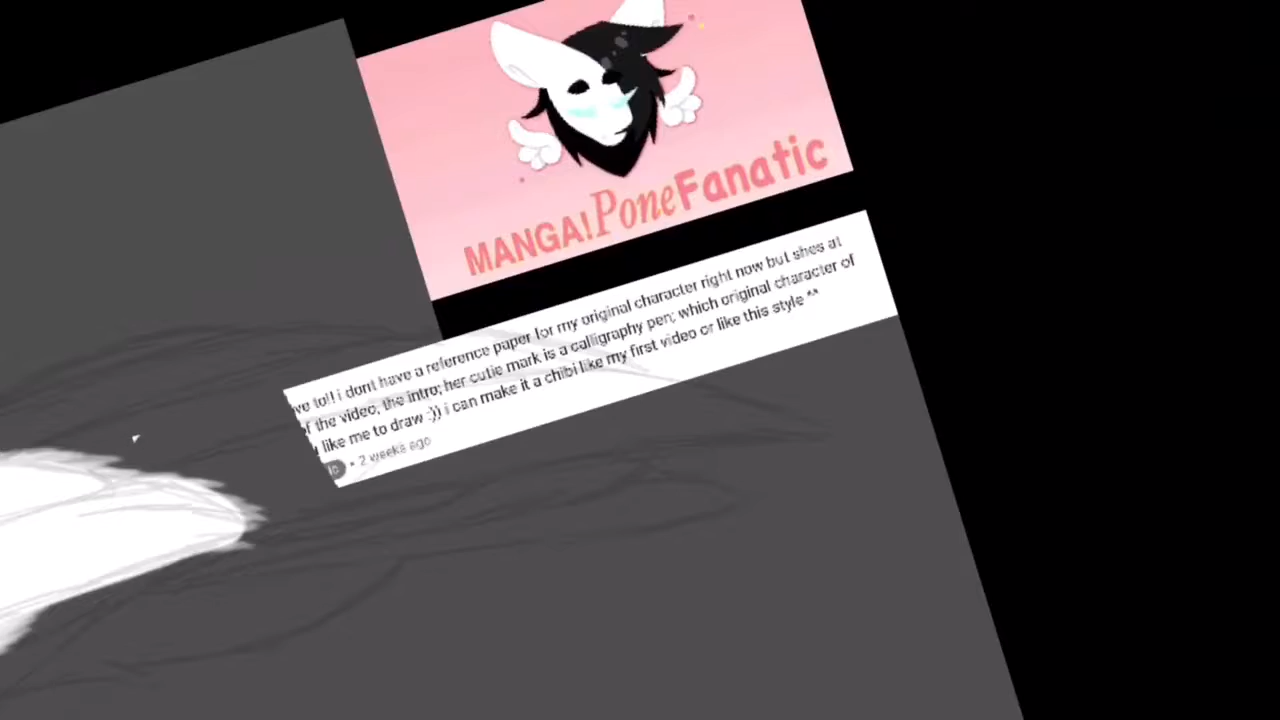 MANGA!PoneFanatic
ve to!! i dont have a reference paper for my original character right now but shes at
of the video, the intro; her cutie mark is a calligraphy pen; which original character of
like me to draw :)) i can make it a chibi like my first video or like this style ^^
• 2 weeks ago